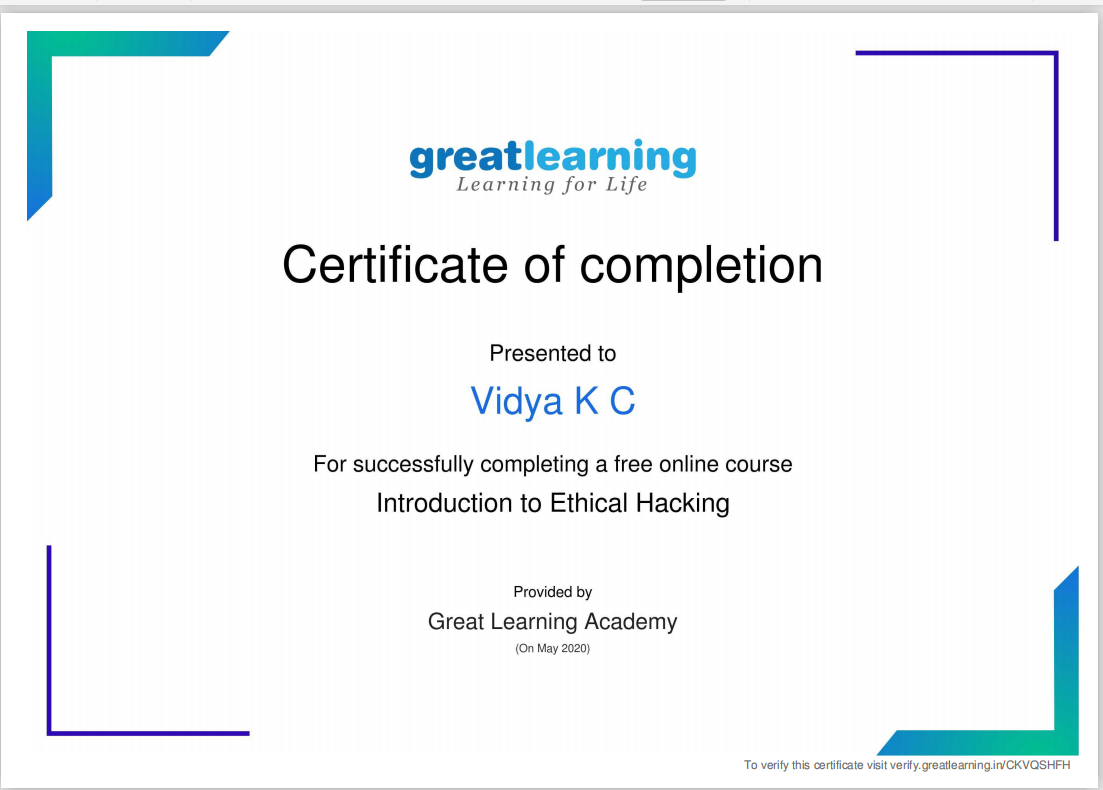 greatlearning
Learning for Life
Certificate of completion
Presented to
Vidya K C
For successfully completing a free online course
Introduction to Ethical Hacking
Provided by
Great Learning Academy
(On May 2020)
To verify this certificate visit verify.greatlearning.in/CKVQSHFH